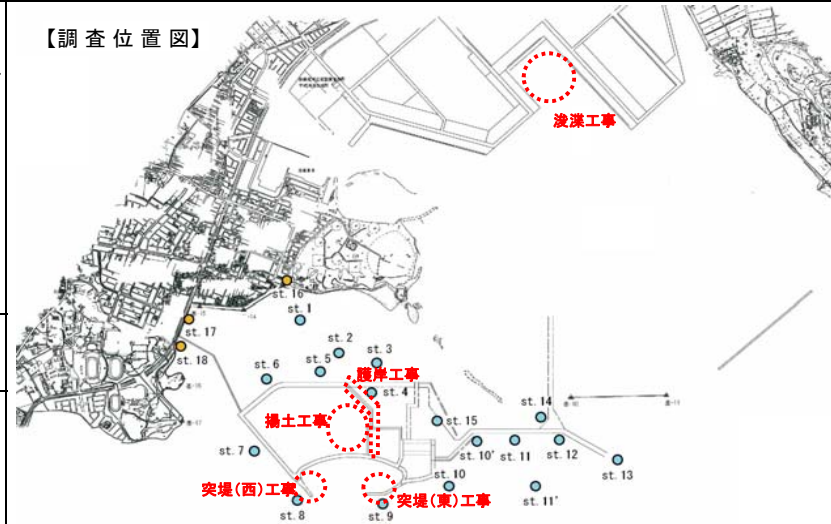 【調査位置図】
浚渫工事
st. 16
st. 1
st. 17
st. 2
st. 18
st. 3
st. 5
st. 6
護岸工事
st. 4
揚土工事
st. 14
st. 15
st. 7
st. 10'
st. 11
st. 12
st. 13
突堤(西)工事
st. 10
st. 11'
突堤(東)工事
st. 8
st. 9